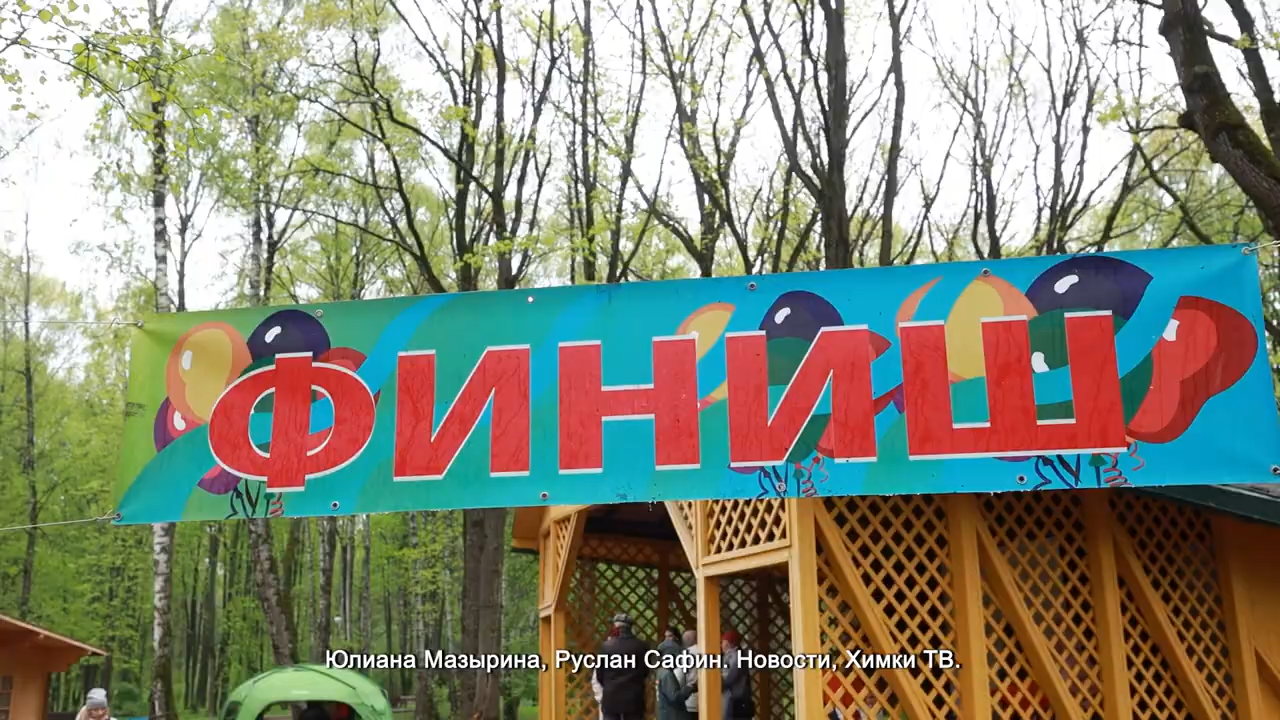 ФИНИШ
Юлиана Мазырина, Руслан Сафин. Новости, Химки ТВ.